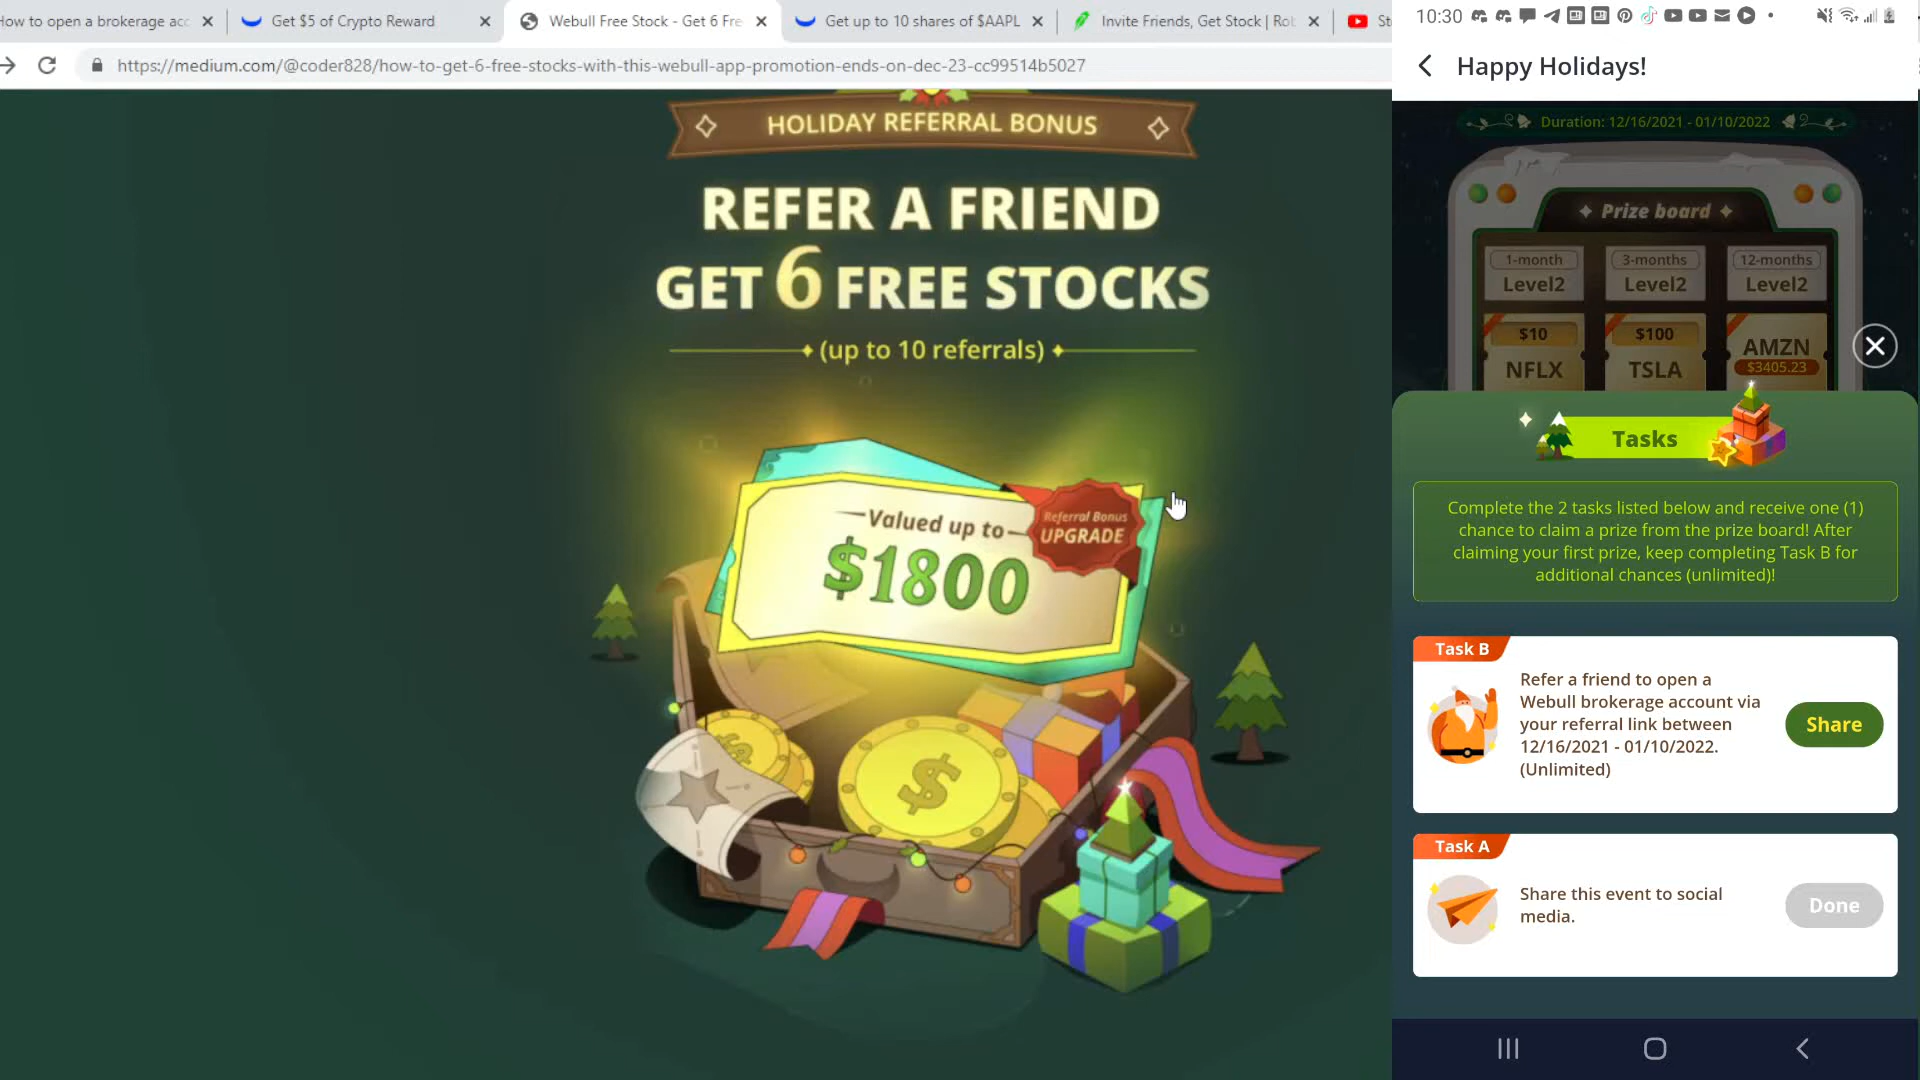 How to open a brokerage acc
Get $5 of Crypto Reward
Webull Free Stock - Get 6 Fre
Get up to 10 shares of $AAPL
Invite Friends, Get Stock | Rob
St
https://medium.com/@coder828/how-to-get-6-free-stocks-with-this-webull-app-promotion-ends-on-dec-23-cc99514b5027
HOLIDAY REFERRAL BONUS
REFER A FRIEND
GET 6 FREE STOCKS
(up to 10 referrals)
Valued up to
$1800
Referral Bonus
UPGRADE
10:30
Happy Holidays!
Duration: 12/16/2021 - 01/10/2022
Prize board
1-month
Level2
3-months
Level2
12-months
Level2
$10
NFLX
$100
TSLA
AMZN
$3405.23
Tasks
Complete the 2 tasks listed below and receive one (1)
chance to claim a prize from the prize board! After
claiming your first prize, keep completing Task B for
additional chances (unlimited)!
Task B
Refer a friend to open a
Webull brokerage account via
your referral link between
12/16/2021 - 01/10/2022.
(Unlimited)
Share
Task A
Share this event to social
media.
Done